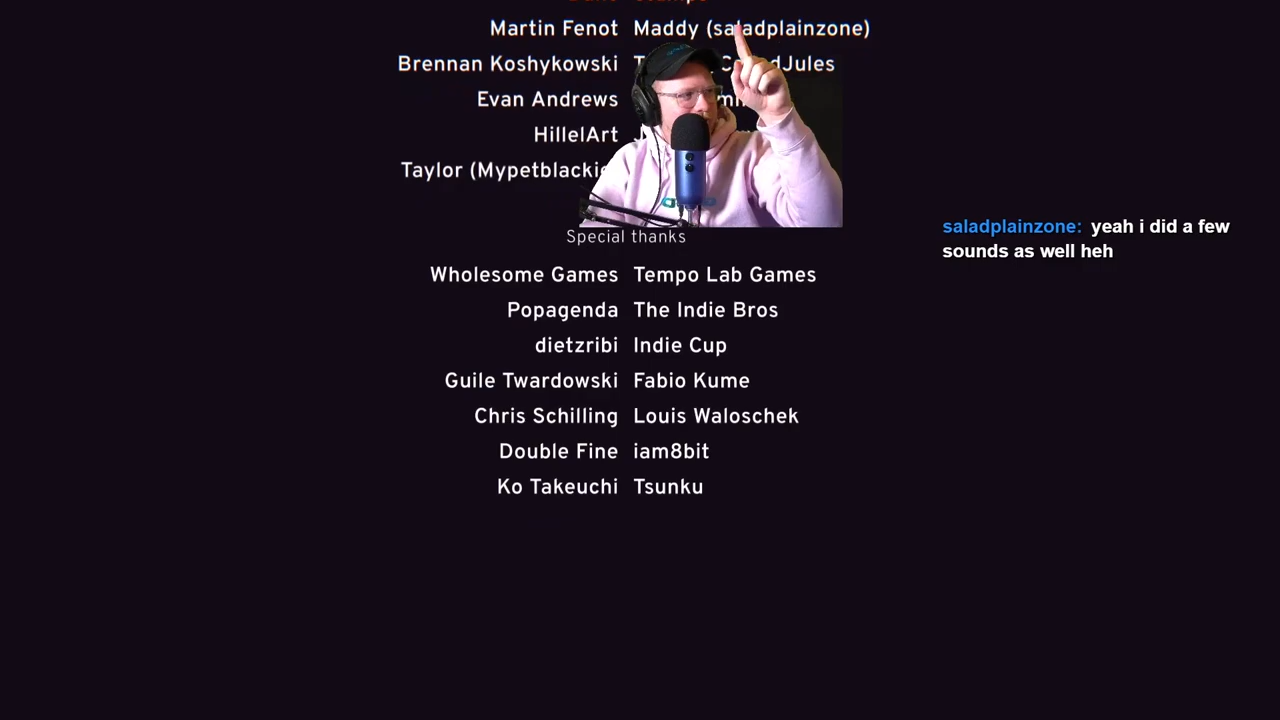 Martin Fenot Maddy (saladplainzone)
Brennan Koshykowski
Evan Andrews
HillelArt
Taylor
Special thanks
Wholesome Games Tempo Lab Games
Popagenda The Indie Bros
dietzribi Indie Cup
Guile Twardowski Fabio Kume
Chris Schilling Louis Waloschek
Double Fine iam8bit
Ko Takeuchi Tsunku
saladplainzone: yeah i did a few
sounds as well heh